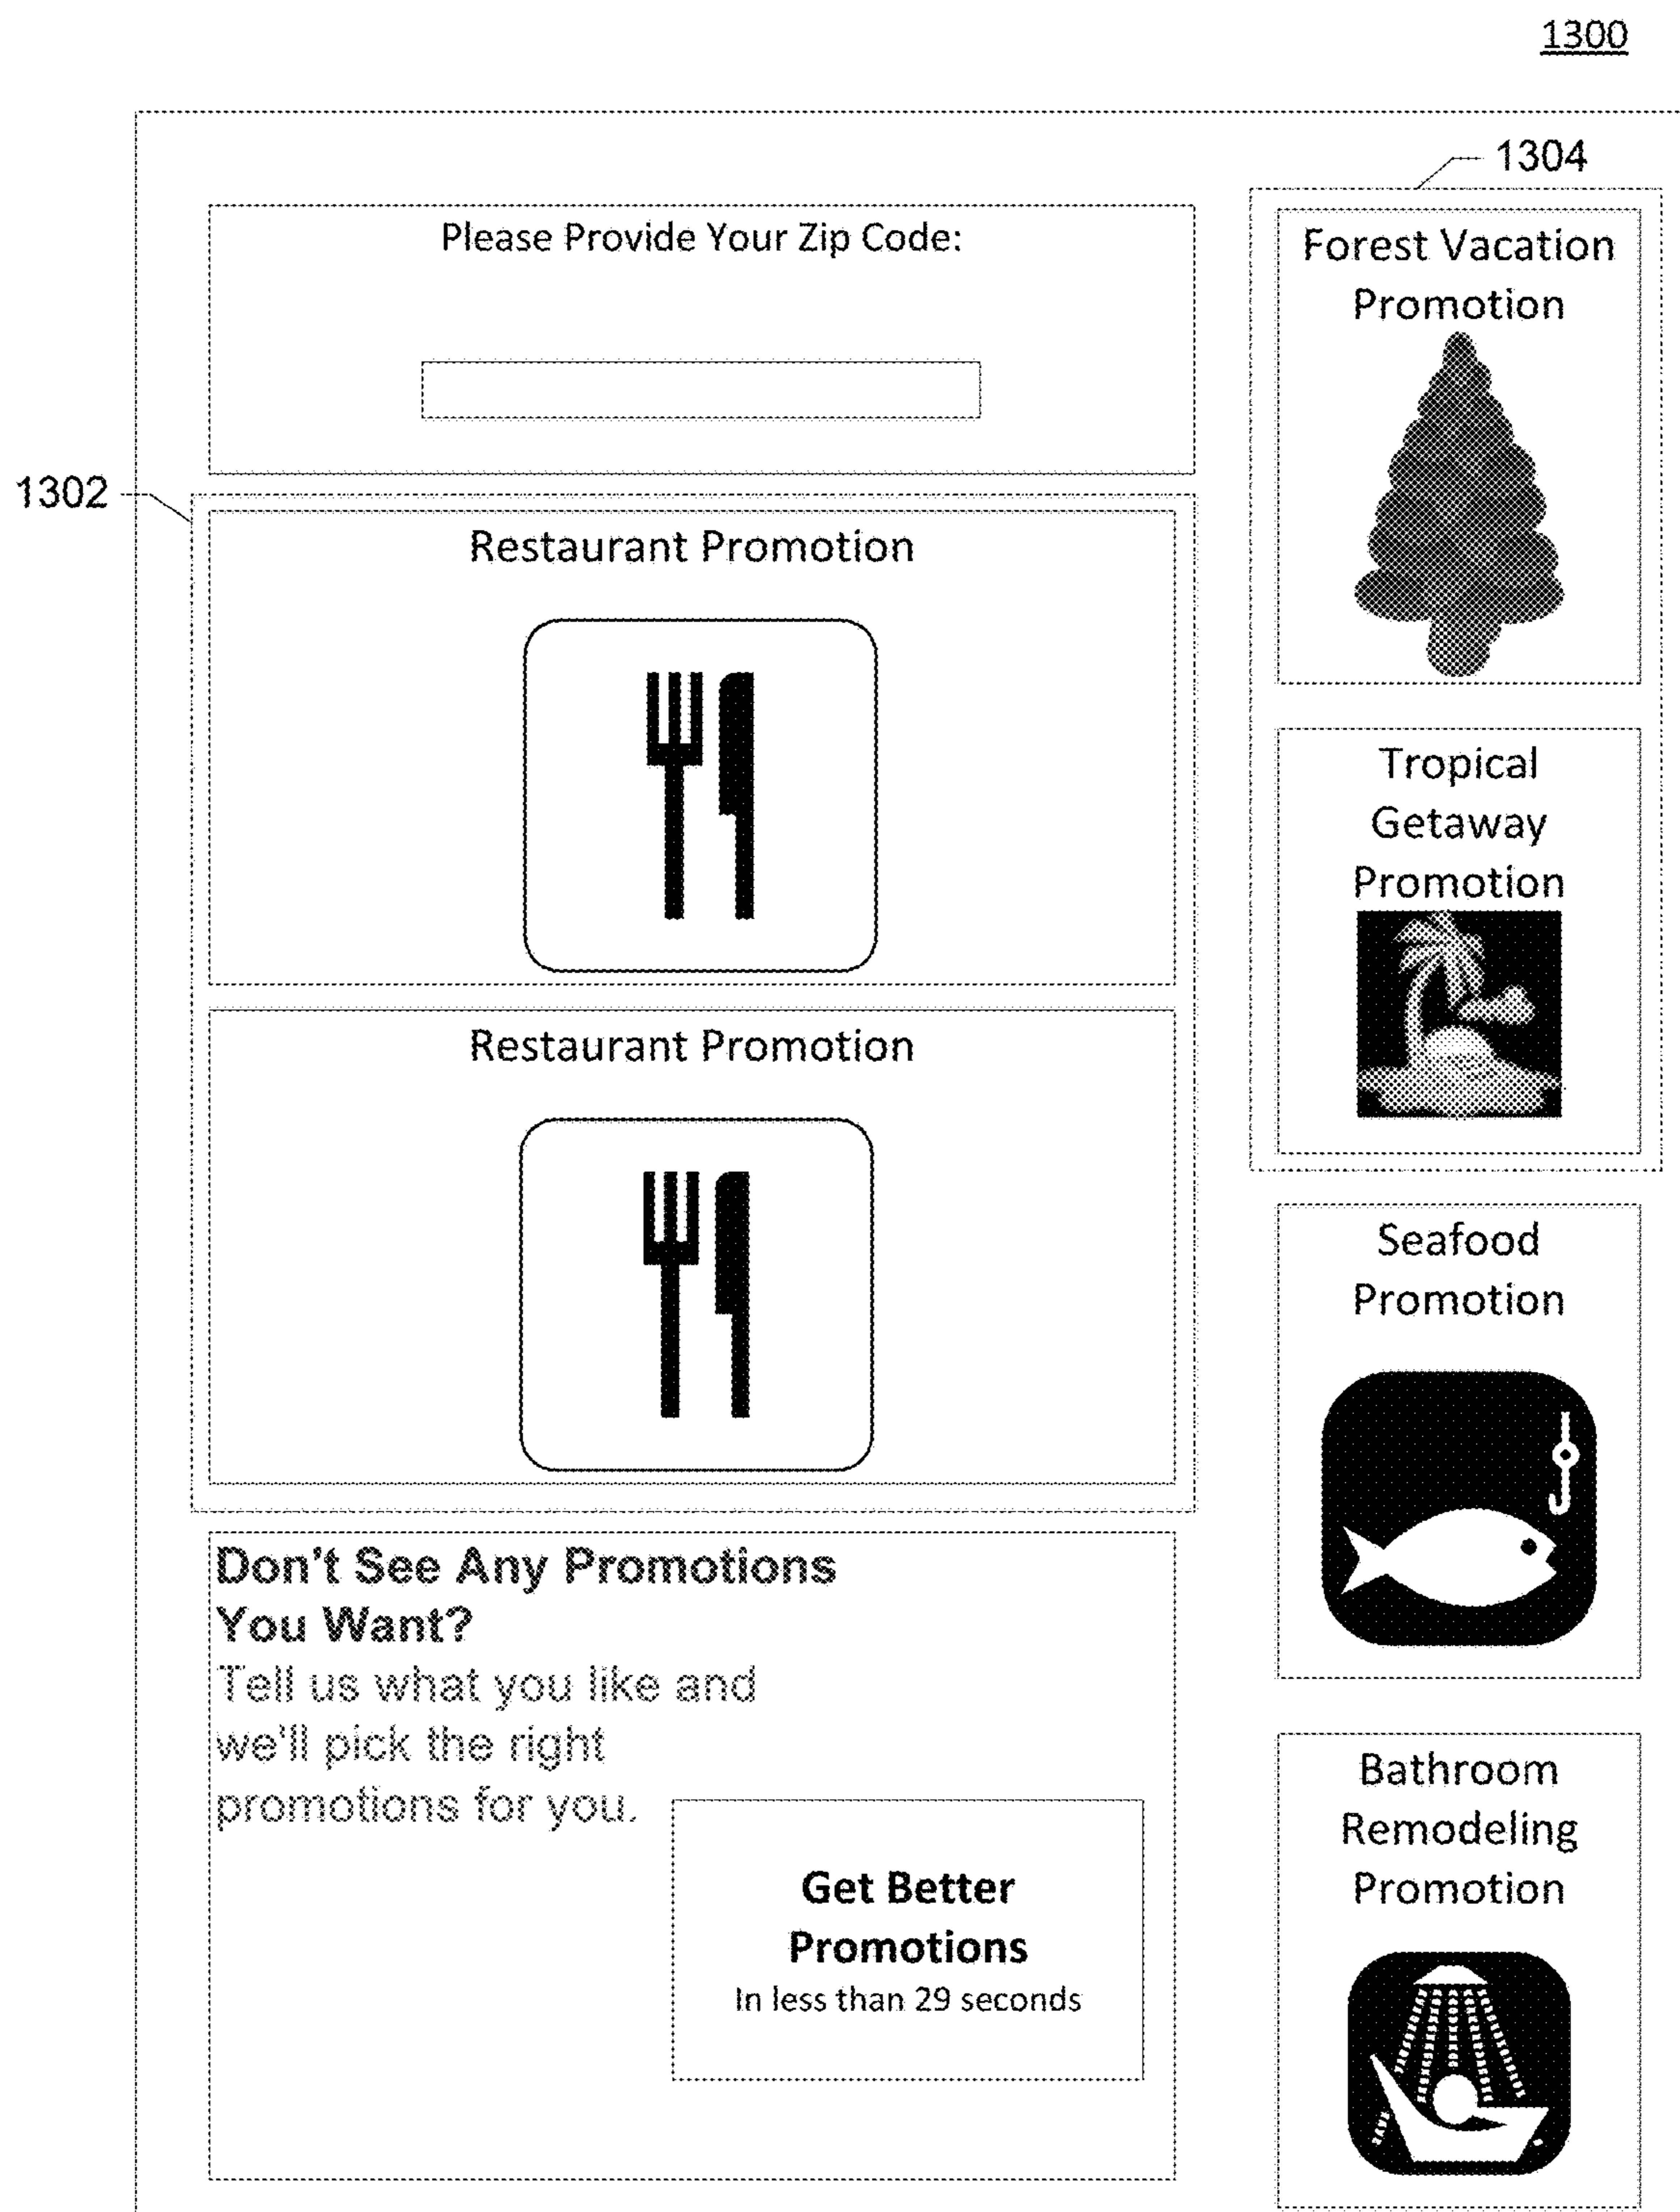 1300
1304
Please Provide Your Zip Code:
1302
Restaurant Promotion
Restaurant Promotion
Don't See Any Promotions
You Want?
Tell us what you like and
we'll pick the right
promotions for you.
Get Better
Promotions
In less than 29 seconds
Forest Vacation
Promotion
Tropical
Getaway
Promotion
Seafood
Promotion
Bathroom
Remodeling
Promotion